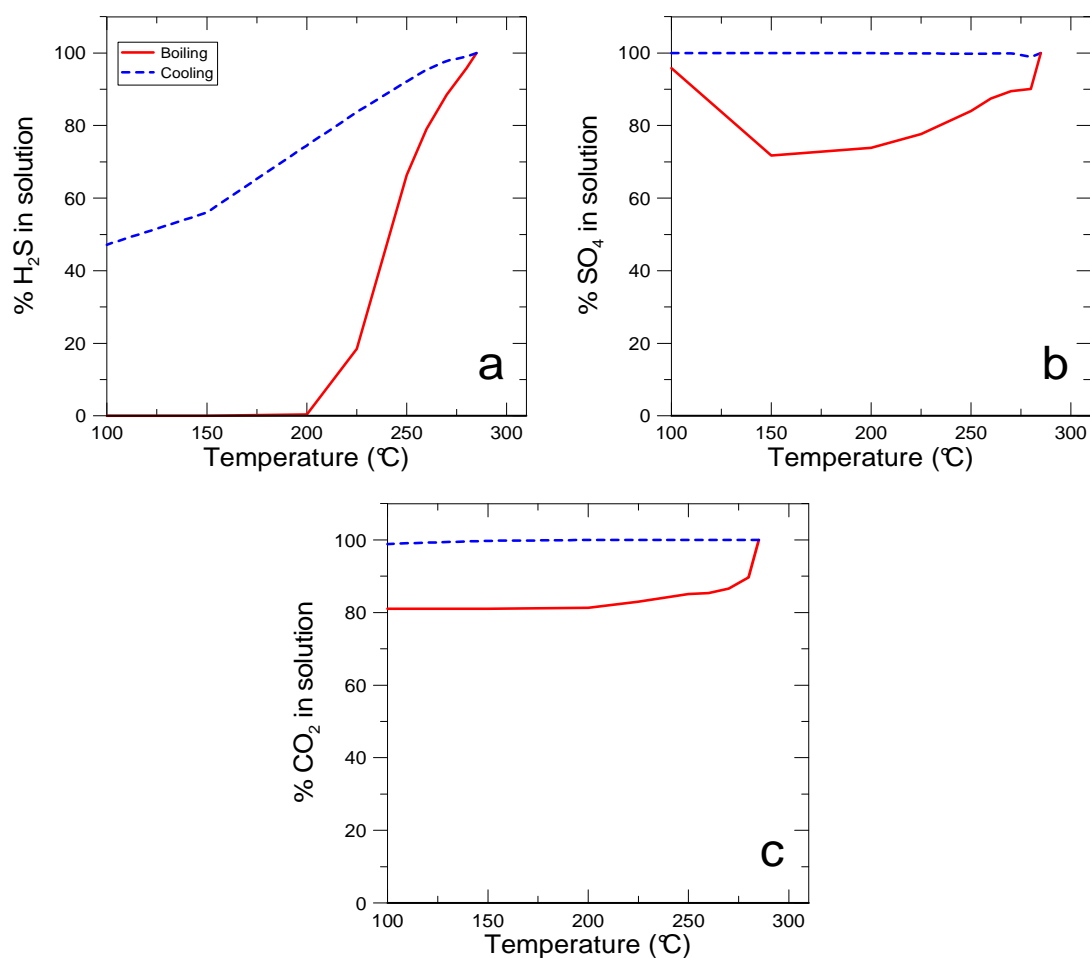 100
80
60
40
20
0
% H₂S in solution
Boiling
Cooling
a
100 150 200 250 300
Temperature (°C)
100
80
60
40
20
0
% SO₄ in solution
b
100 150 200 250 300
Temperature (°C)
100
80
60
40
20
0
% CO₂ in solution
c
100 150 200 250 300
Temperature (°C)